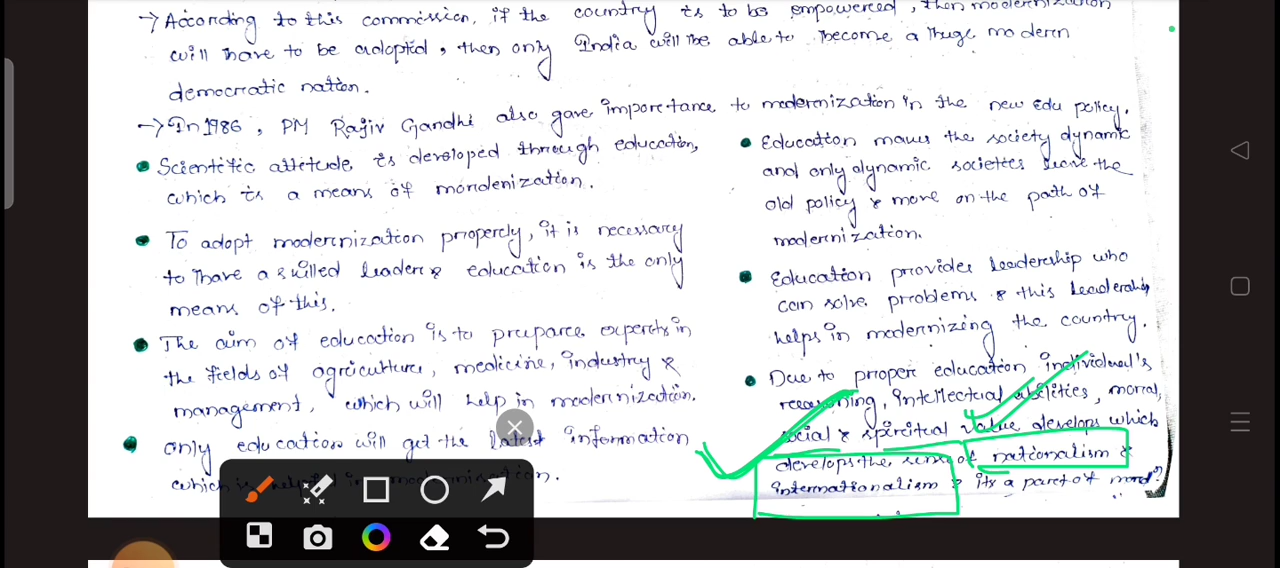 → According to this commission, if the country is to be empowered, then modernization
will have to be adopted, then only India will be able to become a huge modern
democratic nation.
→ In 1986, PM Rajiv Gandhi also gave importance to modernization in the new Edu policy.
• Scientific attitude is developed through education,
which is a means of mordenization.
• To adopt modernization properly, it is necessary
to have a skilled leader & education is the only
means of this.
• The aim of education is to prepare experts in
the fields of agriculture, medicine, industry &
management, which will help in modernization.
• Only education will get the latest information
which is
• Education makes the society dynamic
and only dynamic societies leave the
old policy & move on the path of
modernization.
• Education provides leadership who
can solve problems & this leadership
helps in modernizing the country.
• Due to proper education individual's
reasoning, intellectual abilities, moral,
social & spiritual value develops which
develops the sense of nationalism &
internationalism & its a part of